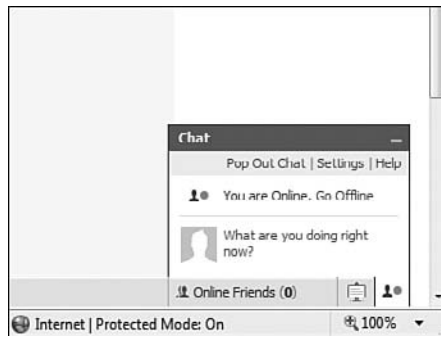 Chat
Pop Out Chat | Settings | Help
You are Online. Go Offline
What are you doing right
now?
Online Friends (0)
Internet | Protected Mode: On
100%